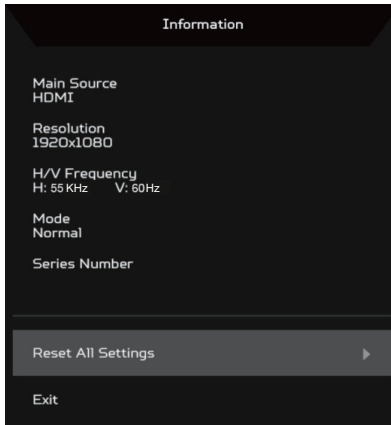 Information
Main Source
HDMI
Resolution
1920x1080
H/V Frequency
H: 55 KHz V: 60Hz
Mode
Normal
Series Number
Reset All Settings
Exit